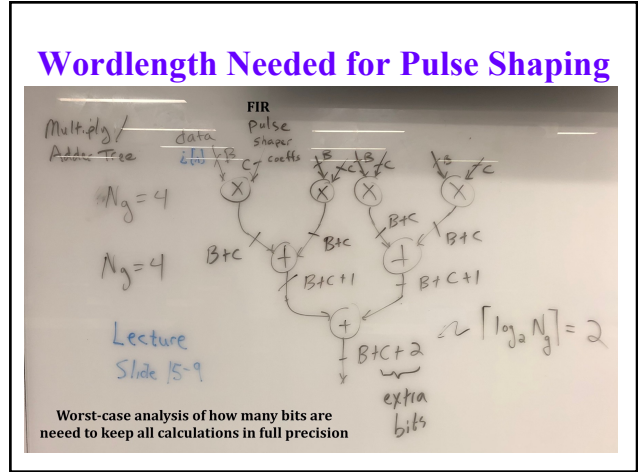 Wordlength Needed for Pulse Shaping
FIR
Multiply/
Adder Tree
data
i(n)
Pulse
shaper
coeffs
B
C
B
C
B
C
B
C
×
×
×
×
Ng = 4
B+C
B+C
B+C
B+C
+
+
Ng = 4
B+C+1
B+C+1
+
Lecture
Slide 15-9
B+C+2
⌈log₂ Ng⌉ = 2
extra
bits
Worst-case analysis of how many bits are
neeed to keep all calculations in full precision